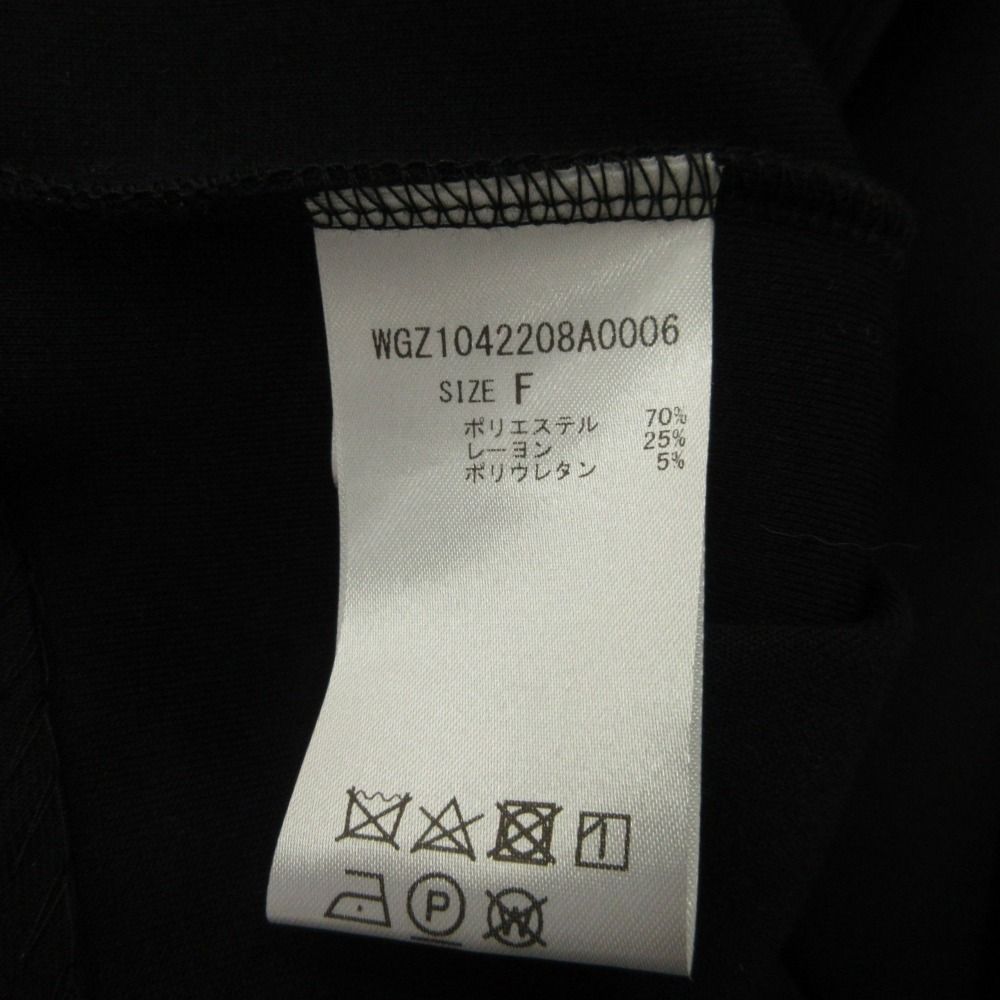 WGZ1042208A0006
SIZE F
ポリエステル 70%
レーヨン 25%
ポリウレタン 5%
P W